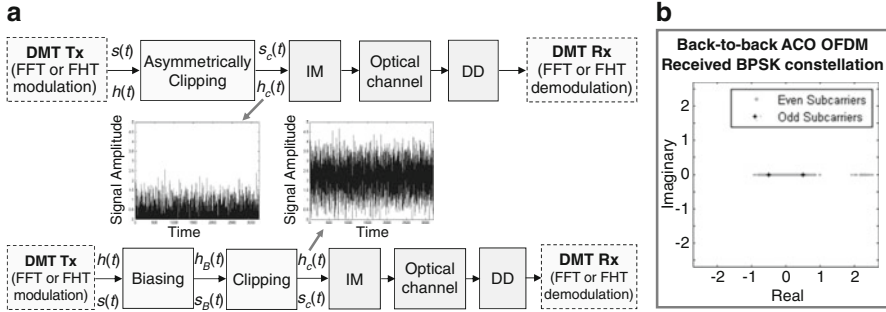 a
DMT Tx
(FFT or FHT
modulation)
s(t)
h(t)
Asymmetrically
Clipping
s_c(t)
h_c(t)
IM
Optical
channel
DD
DMT Rx
(FFT or FHT
demodulation)
Signal Amplitude
Time
Signal Amplitude
Time
DMT Tx
(FFT or FHT
modulation)
h(t)
s(t)
Biasing
h_B(t)
s_B(t)
Clipping
h_c(t)
s_c(t)
IM
Optical
channel
DD
DMT Rx
(FFT or FHT
demodulation)
b
Back-to-back ACO OFDM
Received BPSK constellation
Even Subcarriers
Odd Subcarriers
Imaginary
2
1
0
-1
-2
-2 -1 0 1 2
Real